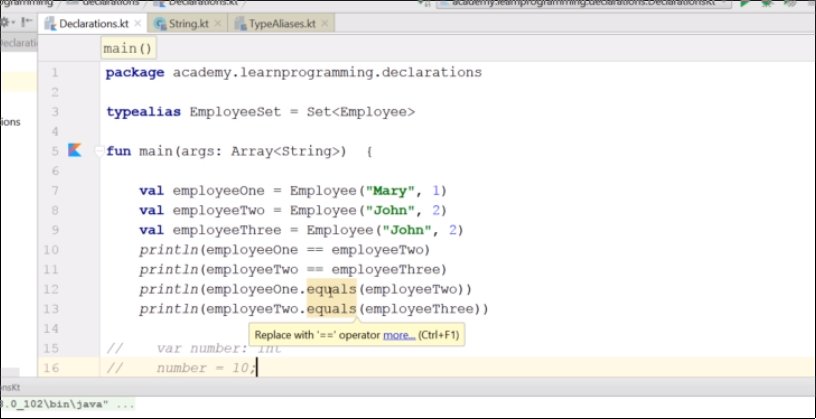 Declarations.kt
academy.learnprogramming.declarations.DeclarationsKt
Declarations.kt × String.kt × TypeAliases.kt ×
main()
1 package academy.learnprogramming.declarations
2
3 typealias EmployeeSet = Set<Employee>
4
5 fun main(args: Array<String>) {
6
7 val employeeOne = Employee("Mary", 1)
8 val employeeTwo = Employee("John", 2)
9 val employeeThree = Employee("John", 2)
10 println(employeeOne == employeeTwo)
11 println(employeeTwo == employeeThree)
12 println(employeeOne.equals(employeeTwo))
13 println(employeeTwo.equals(employeeThree))
14
Replace with '==' operator more... (Ctrl+F1)
15 // var number: Int
16 // number = 10;
onsKt
8.0_102\bin\java" ...